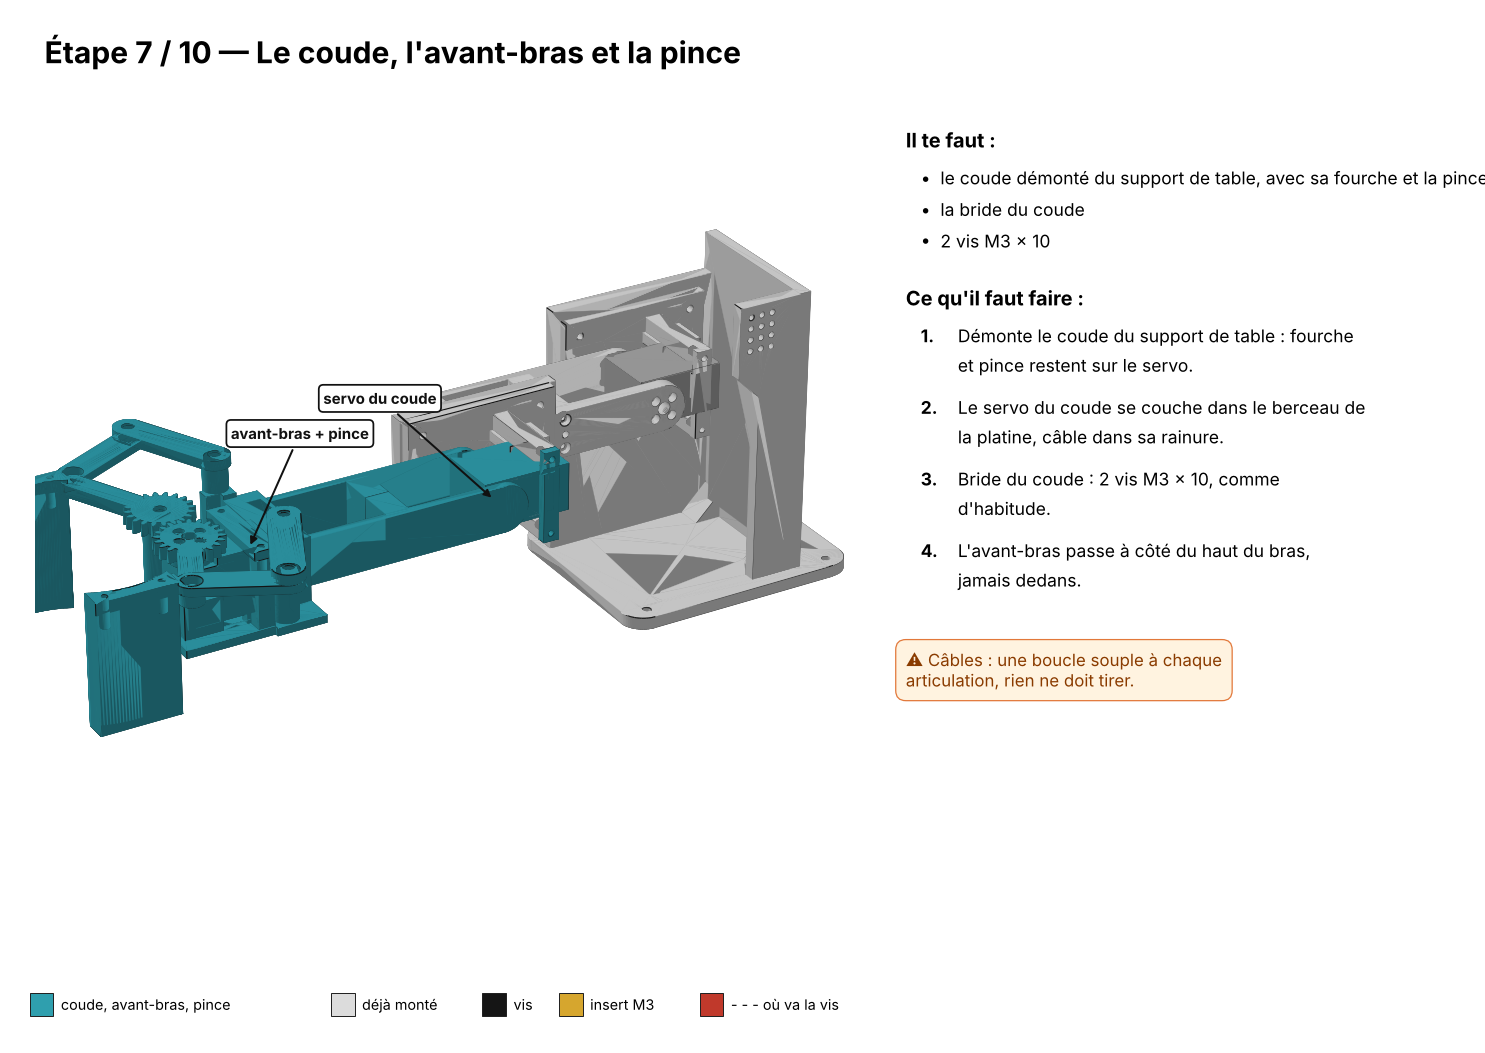 Étape 7 / 10 — Le coude, l'avant-bras et la pince
Il te faut :
• le coude démonté du support de table, avec sa fourche et la pince
• la bride du coude
• 2 vis M3 × 10
Ce qu'il faut faire :
1. Démonte le coude du support de table : fourche
et pince restent sur le servo.
2. Le servo du coude se couche dans le berceau de
la platine, câble dans sa rainure.
3. Bride du coude : 2 vis M3 × 10, comme
d'habitude.
4. L'avant-bras passe à côté du haut du bras,
jamais dedans.
⚠ Câbles : une boucle souple à chaque
articulation, rien ne doit tirer.
servo du coude
avant-bras + pince
coude, avant-bras, pince
déjà monté
vis
insert M3
- - - où va la vis